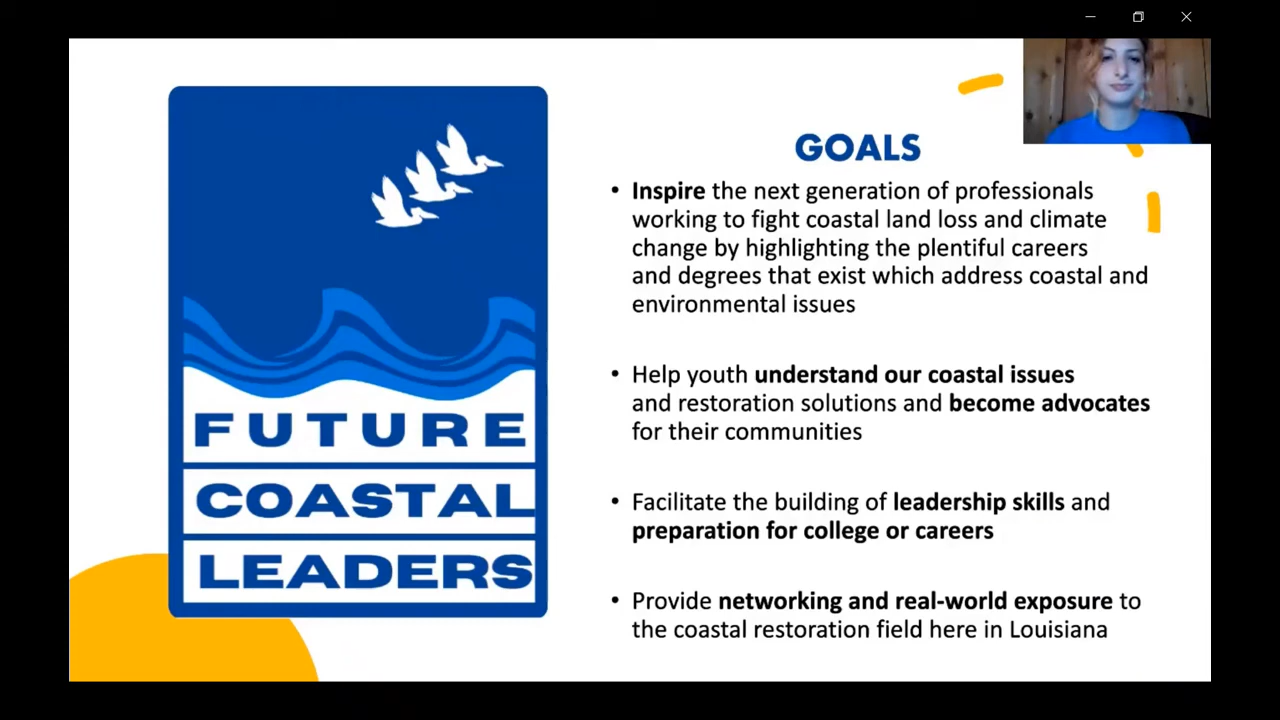 FUTURE
COASTAL
LEADERS
GOALS
• Inspire the next generation of professionals
working to fight coastal land loss and climate
change by highlighting the plentiful careers
and degrees that exist which address coastal and
environmental issues
• Help youth understand our coastal issues
and restoration solutions and become advocates
for their communities
• Facilitate the building of leadership skills and
preparation for college or careers
• Provide networking and real-world exposure to
the coastal restoration field here in Louisiana